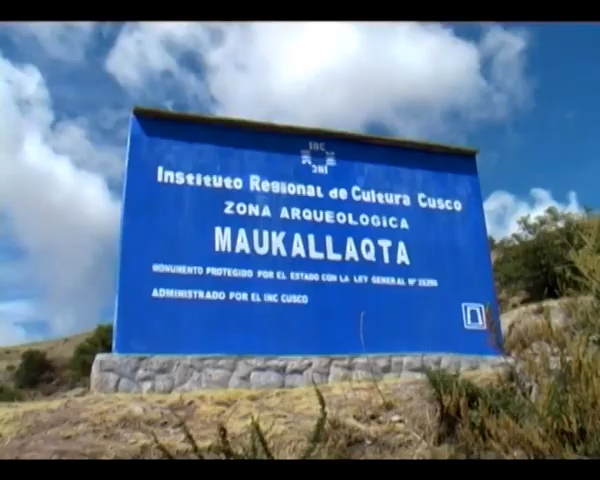 INC
INC
Instituto Regional de Cultura Cusco
ZONA ARQUEOLOGICA
MAUKALLAQTA
MONUMENTO PROTEGIDO POR EL ESTADO CON LA LEY GENERAL Nº
ADMINISTRADO POR EL INC CUSCO